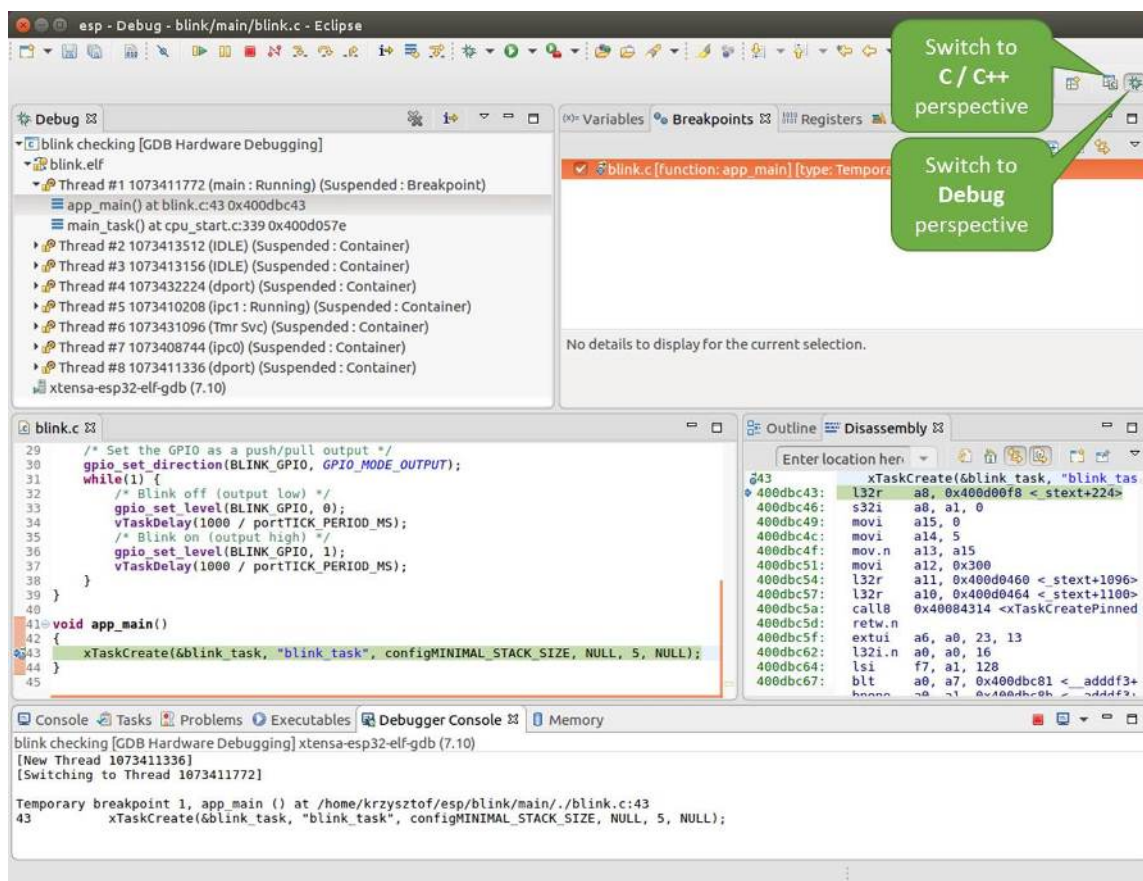 esp - Debug - blink/main/blink.c - Eclipse
Switch to
C / C++
perspective
Switch to
Debug
perspective
Debug
blink checking [GDB Hardware Debugging]
blink.elf
Thread #1 1073411772 (main : Running) (Suspended : Breakpoint)
app_main() at blink.c:43 0x400dbc43
main_task() at cpu_start.c:339 0x400d057e
Thread #2 1073413512 (IDLE) (Suspended : Container)
Thread #3 1073413156 (IDLE) (Suspended : Container)
Thread #4 1073432224 (dport) (Suspended : Container)
Thread #5 1073410208 (ipc1 : Running) (Suspended : Container)
Thread #6 1073431096 (Tmr Svc) (Suspended : Container)
Thread #7 1073408744 (ipc0) (Suspended : Container)
Thread #8 1073411336 (dport) (Suspended : Container)
xtensa-esp32-elf-gdb (7.10)
(x)= Variables Breakpoints Registers
blink.c [function: app_main] [type: Tempora
No details to display for the current selection.
blink.c
29 /* Set the GPIO as a push/pull output */
30 gpio_set_direction(BLINK_GPIO, GPIO_MODE_OUTPUT);
31 while(1) {
32 /* Blink off (output low) */
33 gpio_set_level(BLINK_GPIO, 0);
34 vTaskDelay(1000 / portTICK_PERIOD_MS);
35 /* Blink on (output high) */
36 gpio_set_level(BLINK_GPIO, 1);
37 vTaskDelay(1000 / portTICK_PERIOD_MS);
38 }
39 }
40
41 void app_main()
42 {
43 xTaskCreate(&blink_task, "blink_task", configMINIMAL_STACK_SIZE, NULL, 5, NULL);
44 }
45
Outline Disassembly
Enter location her
43 xTaskCreate(&blink_task, "blink_tas
400dbc43: l32r a8, 0x400d00f8 <_stext+224>
400dbc46: s32i a8, a1, 0
400dbc49: movi a15, 0
400dbc4c: movi a14, 5
400dbc4f: mov.n a13, a15
400dbc51: movi a12, 0x300
400dbc54: l32r a11, 0x400d0460 <_stext+1096>
400dbc57: l32r a10, 0x400d0464 <_stext+1100>
400dbc5a: call8 0x40084314 <xTaskCreatePinned
400dbc5d: retw.n
400dbc5f: extui a6, a0, 23, 13
400dbc62: l32i.n a0, a0, 16
400dbc64: lsi f7, a1, 128
400dbc67: blt a0, a7, 0x400dbc81 <__adddf3+
Console Tasks Problems Executables Debugger Console Memory
blink checking [GDB Hardware Debugging] xtensa-esp32-elf-gdb (7.10)
[New Thread 1073411336]
[Switching to Thread 1073411772]
Temporary breakpoint 1, app_main () at /home/krzysztof/esp/blink/main/./blink.c:43
43 xTaskCreate(&blink_task, "blink_task", configMINIMAL_STACK_SIZE, NULL, 5, NULL);